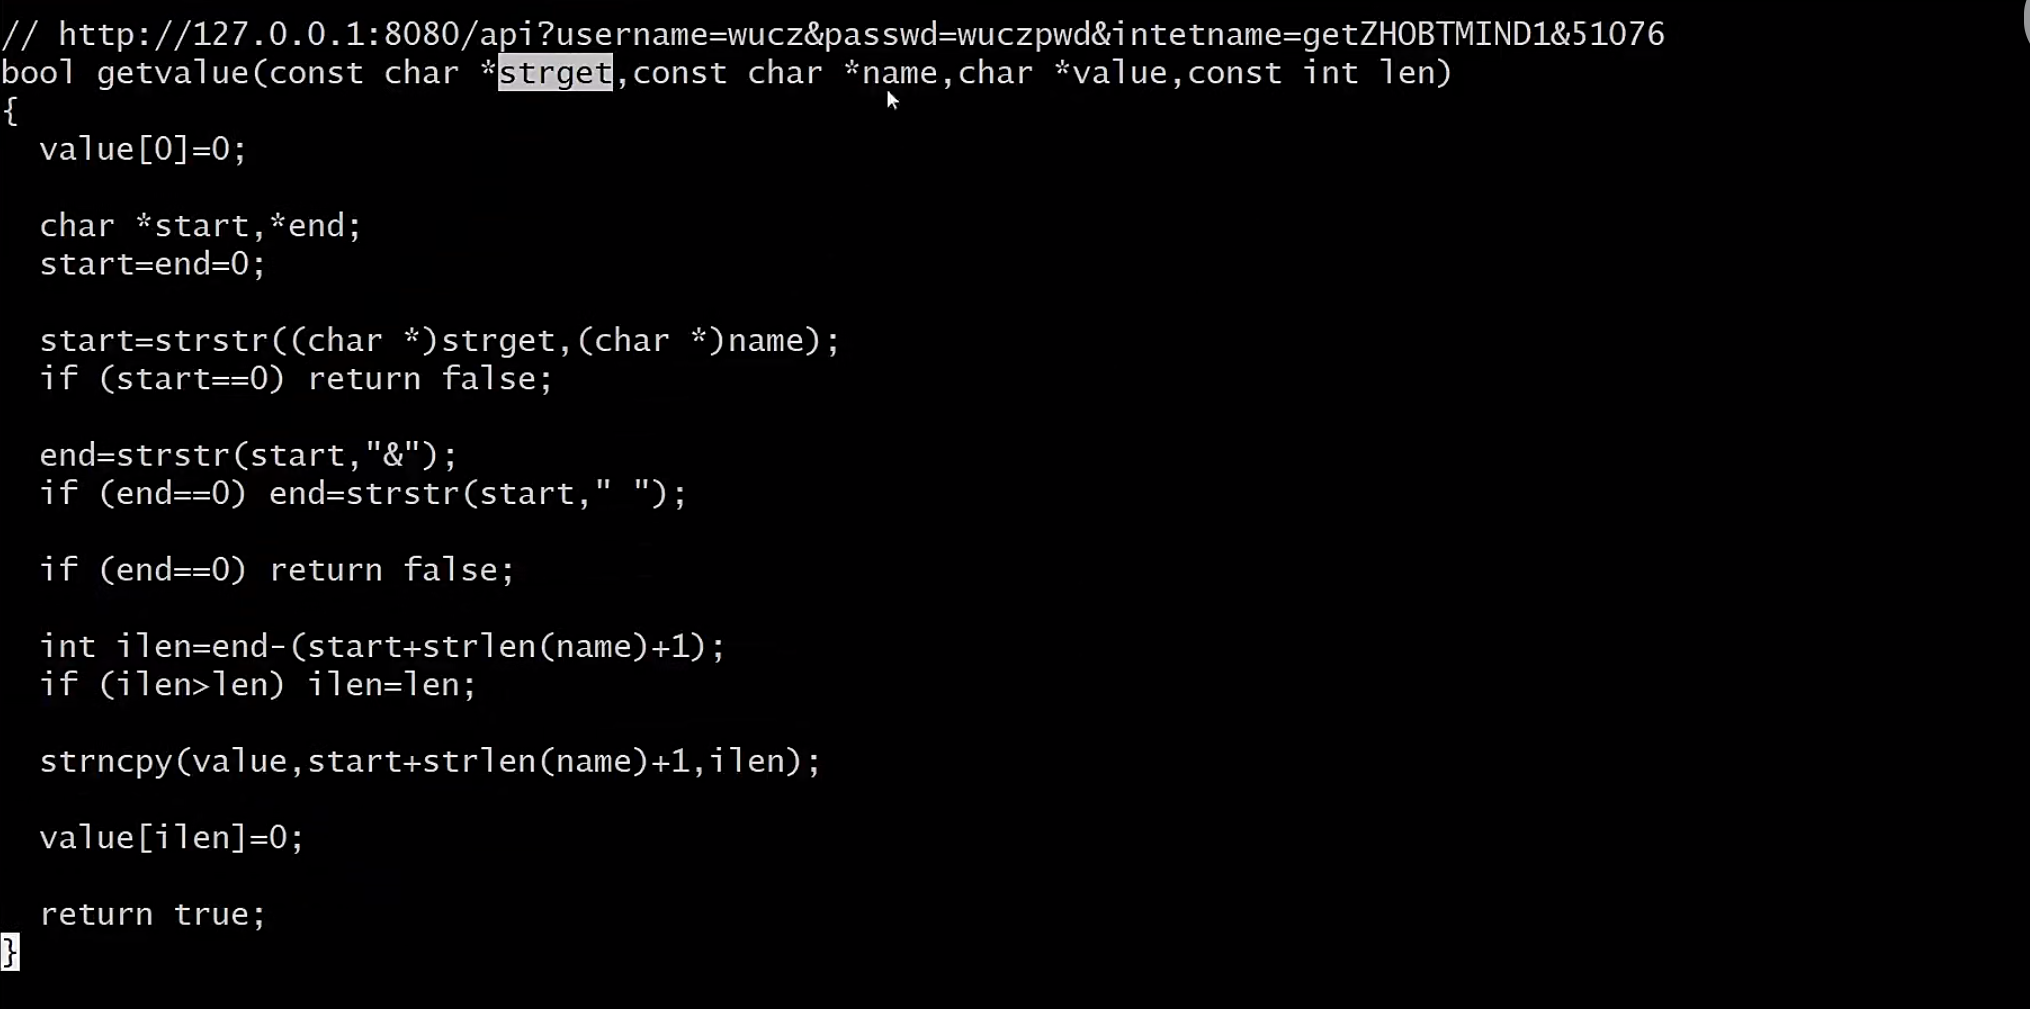 // http://127.0.0.1:8080/api?username=wucz&passwd=wuczpwd&intetname=getZHOBTMIND1&51076
bool getvalue(const char *strget,const char *name,char *value,const int len)
{
  value[0]=0;

  char *start,*end;
  start=end=0;

  start=strstr((char *)strget,(char *)name);
  if (start==0) return false;

  end=strstr(start,"&");
  if (end==0) end=strstr(start," ");

  if (end==0) return false;

  int ilen=end-(start+strlen(name)+1);
  if (ilen>len) ilen=len;

  strncpy(value,start+strlen(name)+1,ilen);

  value[ilen]=0;

  return true;
}